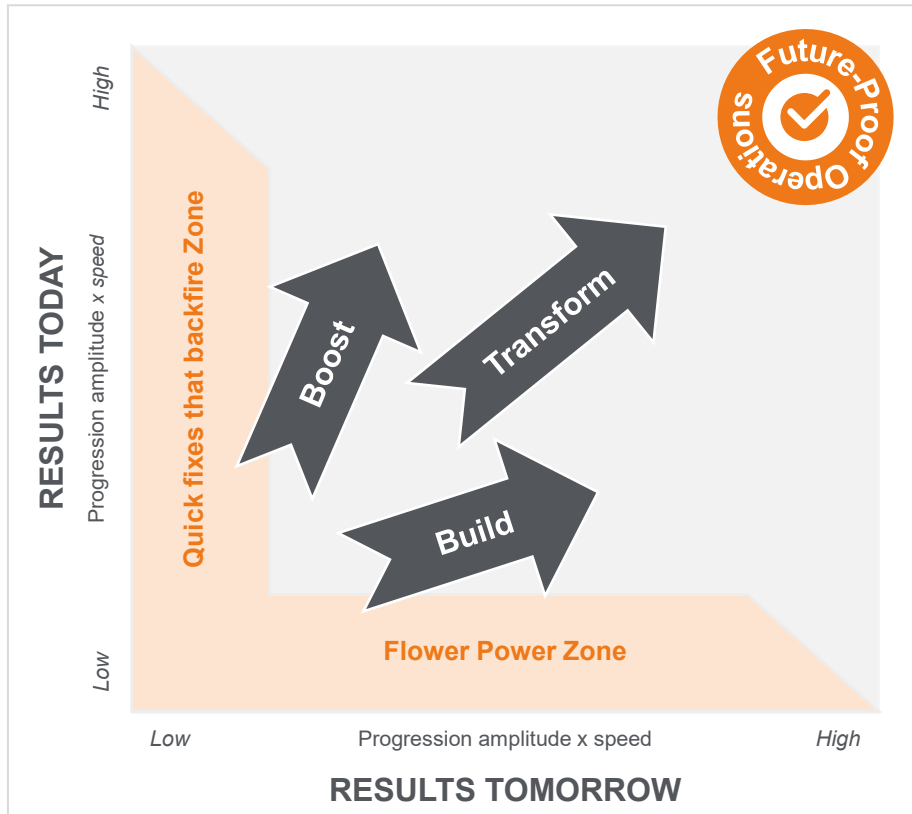 Future-Proof Operations
High
RESULTS TODAY
Progression amplitude x speed
Quick fixes that backfire Zone
Boost
Transform
Build
Flower Power Zone
Low
Low
Progression amplitude x speed
High
RESULTS TOMORROW